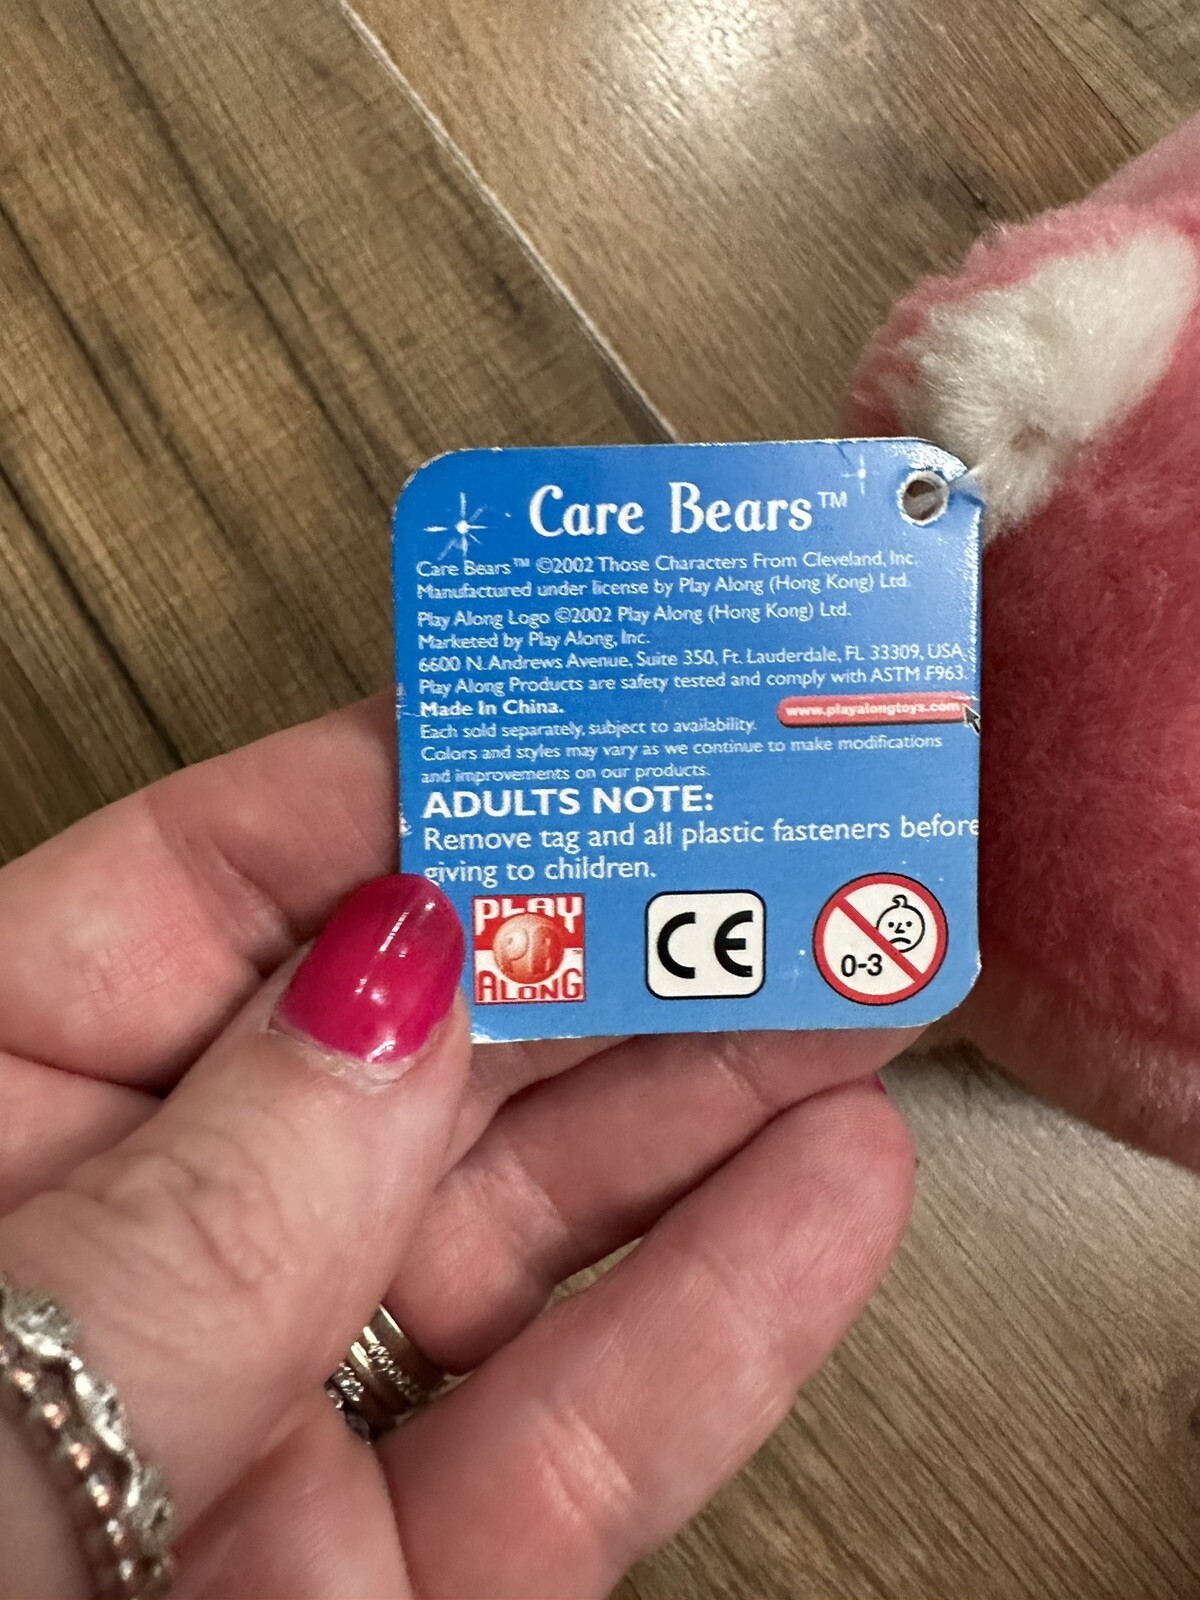 Care Bears™
Care Bears™ ©2002 Those Characters From Cleveland, Inc.
Manufactured under license by Play Along (Hong Kong) Ltd.
Play Along Logo ©2002 Play Along (Hong Kong) Ltd.
Marketed by Play Along, Inc.
6600 N. Andrews Avenue, Suite 350, Ft. Lauderdale, FL 33309, USA.
Play Along Products are safety tested and comply with ASTM F963.
Made In China.
www.playalongtoys.com
Each sold separately, subject to availability.
Colors and styles may vary as we continue to make modifications
and improvements on our products.
ADULTS NOTE:
Remove tag and all plastic fasteners before
giving to children.
PLAY
ALONG
CE
0-3